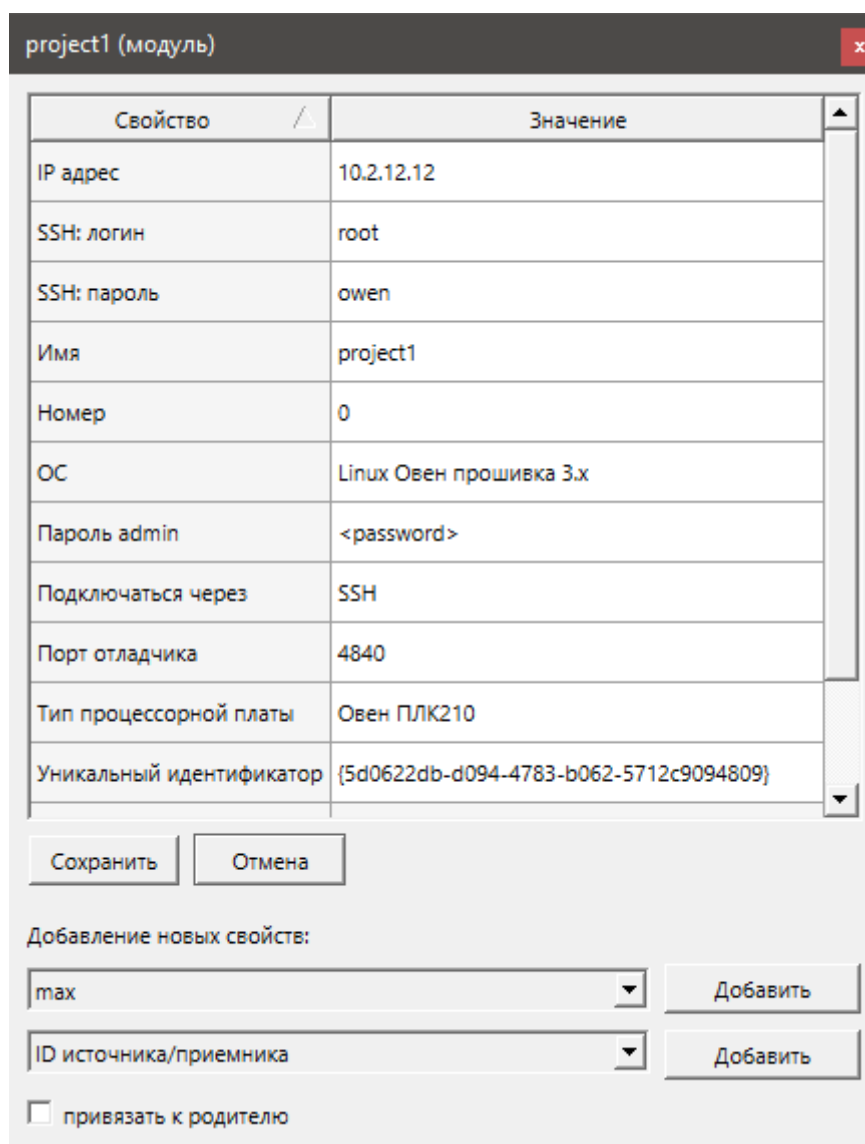 project1 (модуль) x
Свойство Значение
IP адрес 10.2.12.12
SSH: логин root
SSH: пароль owen
Имя project1
Номер 0
ОС Linux Овен прошивка 3.x
Пароль admin <password>
Подключаться через SSH
Порт отладчика 4840
Тип процессорной платы Овен ПЛК210
Уникальный идентификатор {5d0622db-d094-4783-b062-5712c9094809}
Сохранить Отмена
Добавление новых свойств:
max Добавить
ID источника/приемника Добавить
привязать к родителю